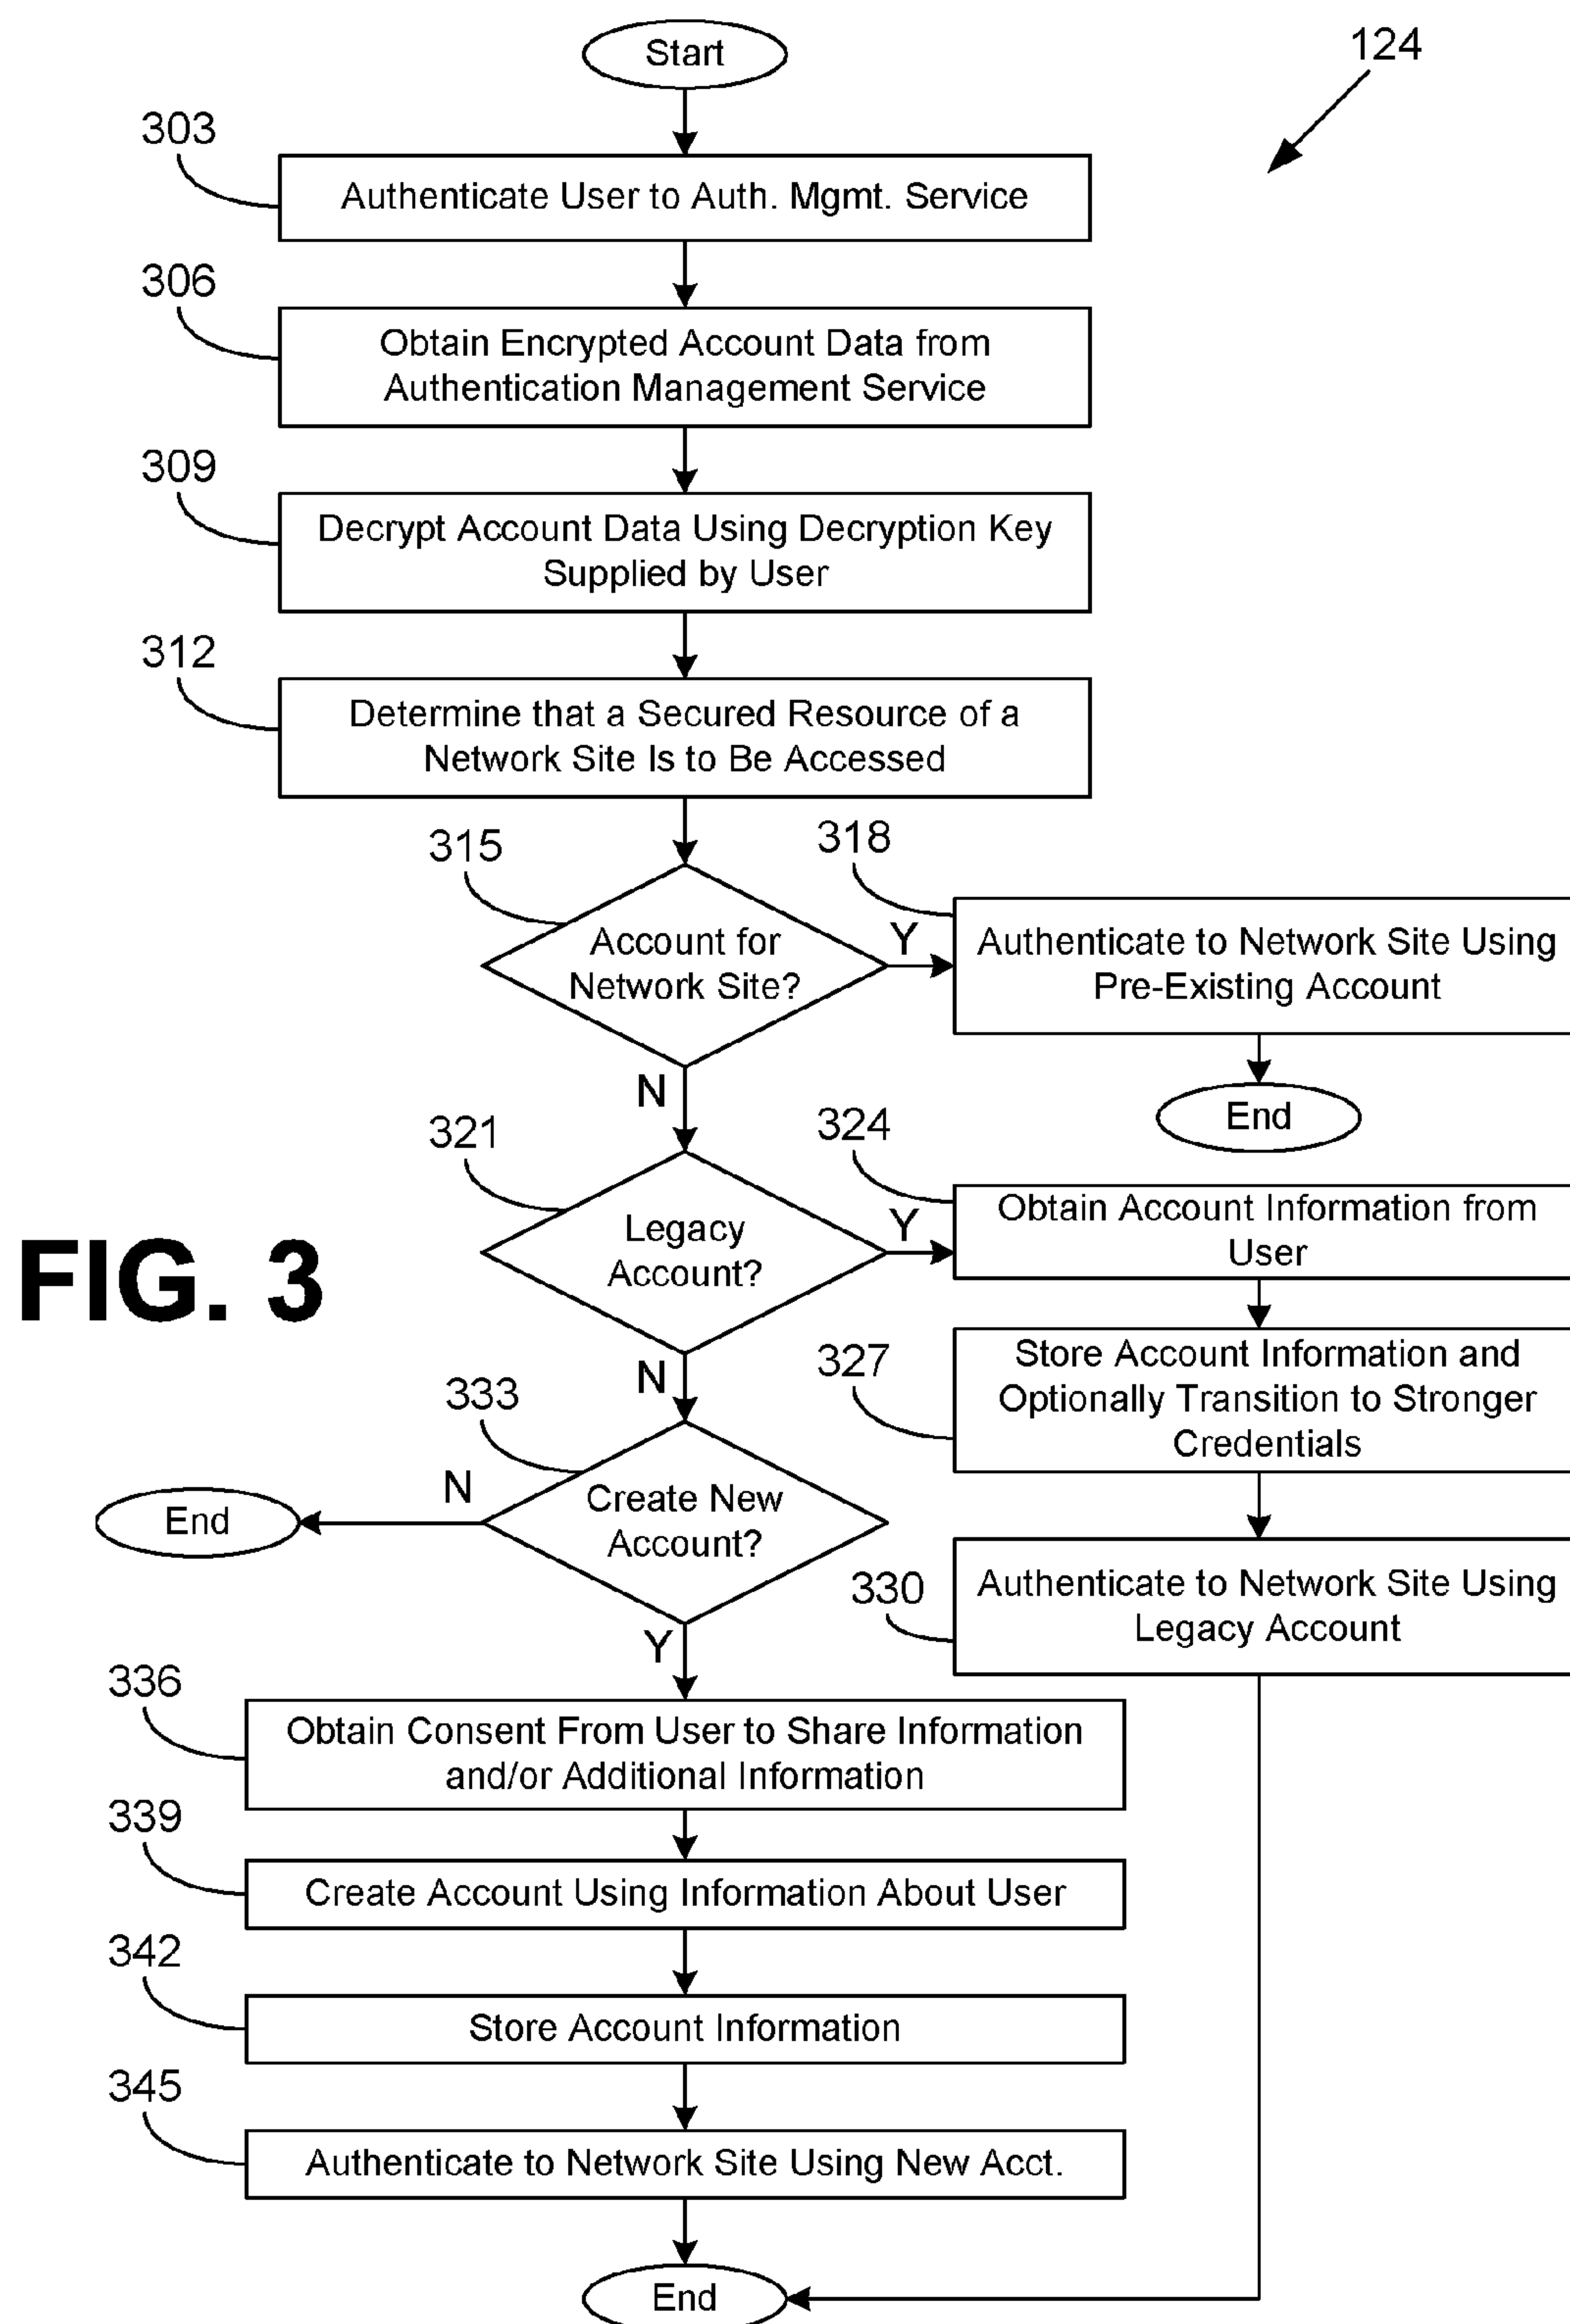 Start
124
303
Authenticate User to Auth. Mgmt. Service
306
Obtain Encrypted Account Data from
Authentication Management Service
309
Decrypt Account Data Using Decryption Key
Supplied by User
312
Determine that a Secured Resource of a
Network Site Is to Be Accessed
315
Account for
Network Site?
Y
318
Authenticate to Network Site Using
Pre-Existing Account
End
N
321
Legacy
Account?
Y
324
Obtain Account Information from
User
327
Store Account Information and
Optionally Transition to Stronger
Credentials
330
Authenticate to Network Site Using
Legacy Account
FIG. 3
N
333
Create New
Account?
N
End
Y
336
Obtain Consent From User to Share Information
and/or Additional Information
339
Create Account Using Information About User
342
Store Account Information
345
Authenticate to Network Site Using New Acct.
End